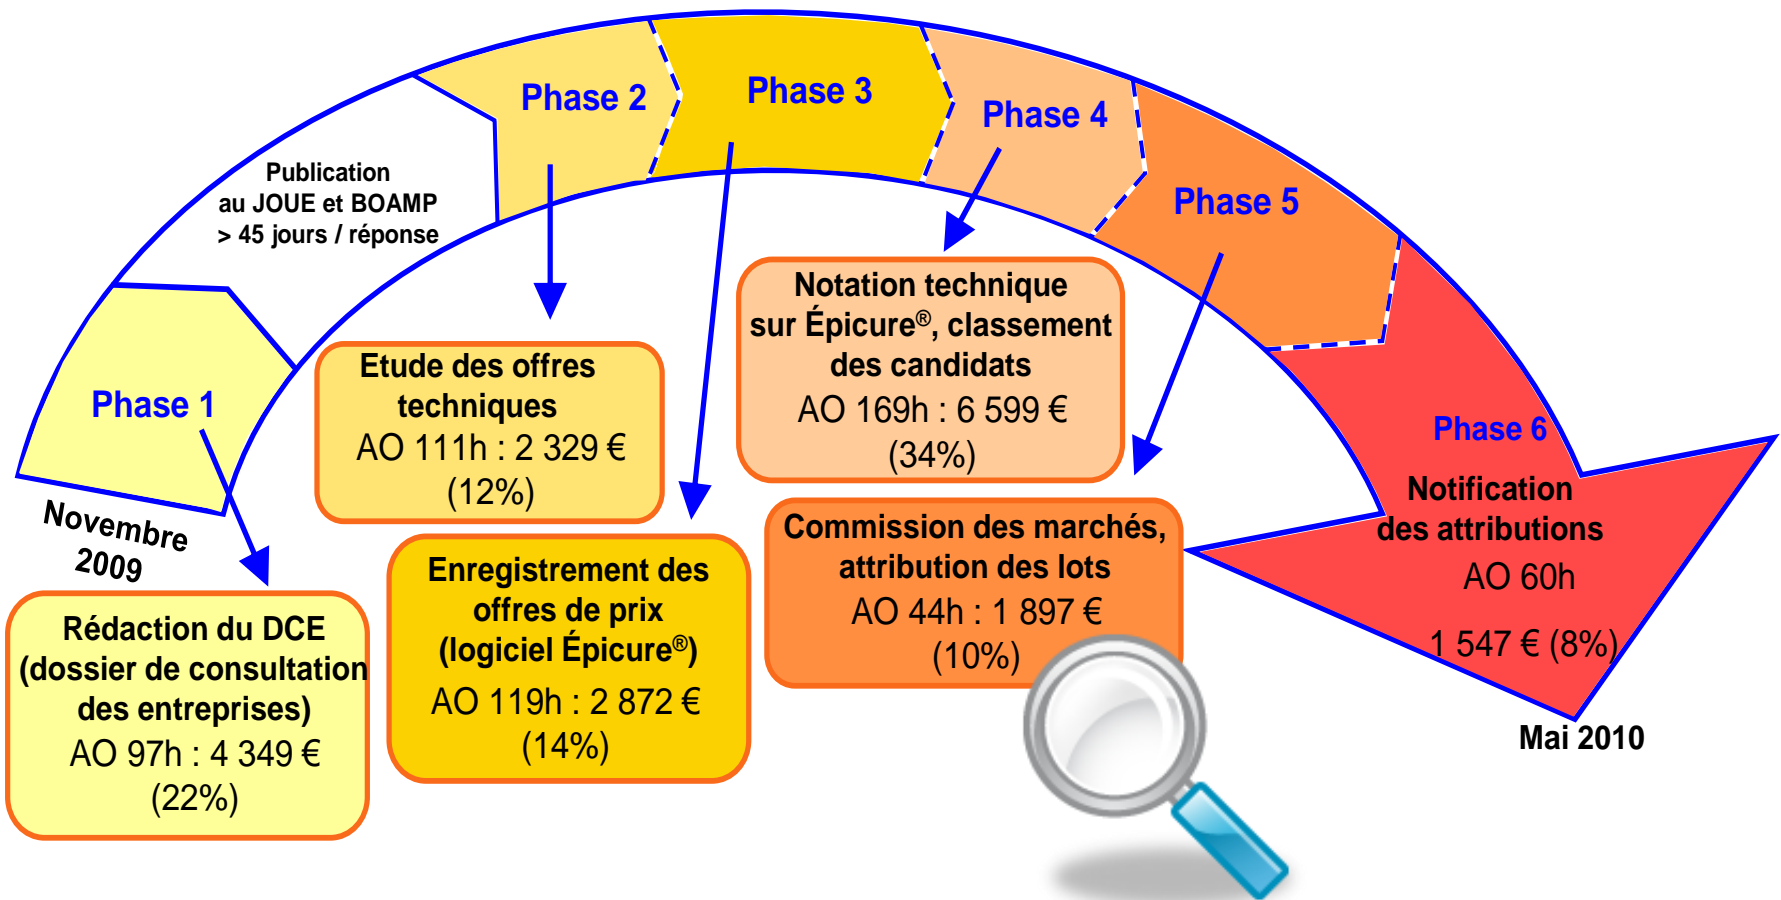 Phase 1
Novembre
2009
Rédaction du DCE
(dossier de consultation
des entreprises)
AO 97h : 4 349 €
(22%)
Publication
au JOUE et BOAMP
> 45 jours / réponse
Phase 2
Etude des offres
techniques
AO 111h : 2 329 €
(12%)
Phase 3
Enregistrement des
offres de prix
(logiciel Épicure®)
AO 119h : 2 872 €
(14%)
Phase 4
Notation technique
sur Épicure®, classement
des candidats
AO 169h : 6 599 €
(34%)
Phase 5
Commission des marchés,
attribution des lots
AO 44h : 1 897 €
(10%)
Phase 6
Notification
des attributions
AO 60h
1 547 € (8%)
Mai 2010